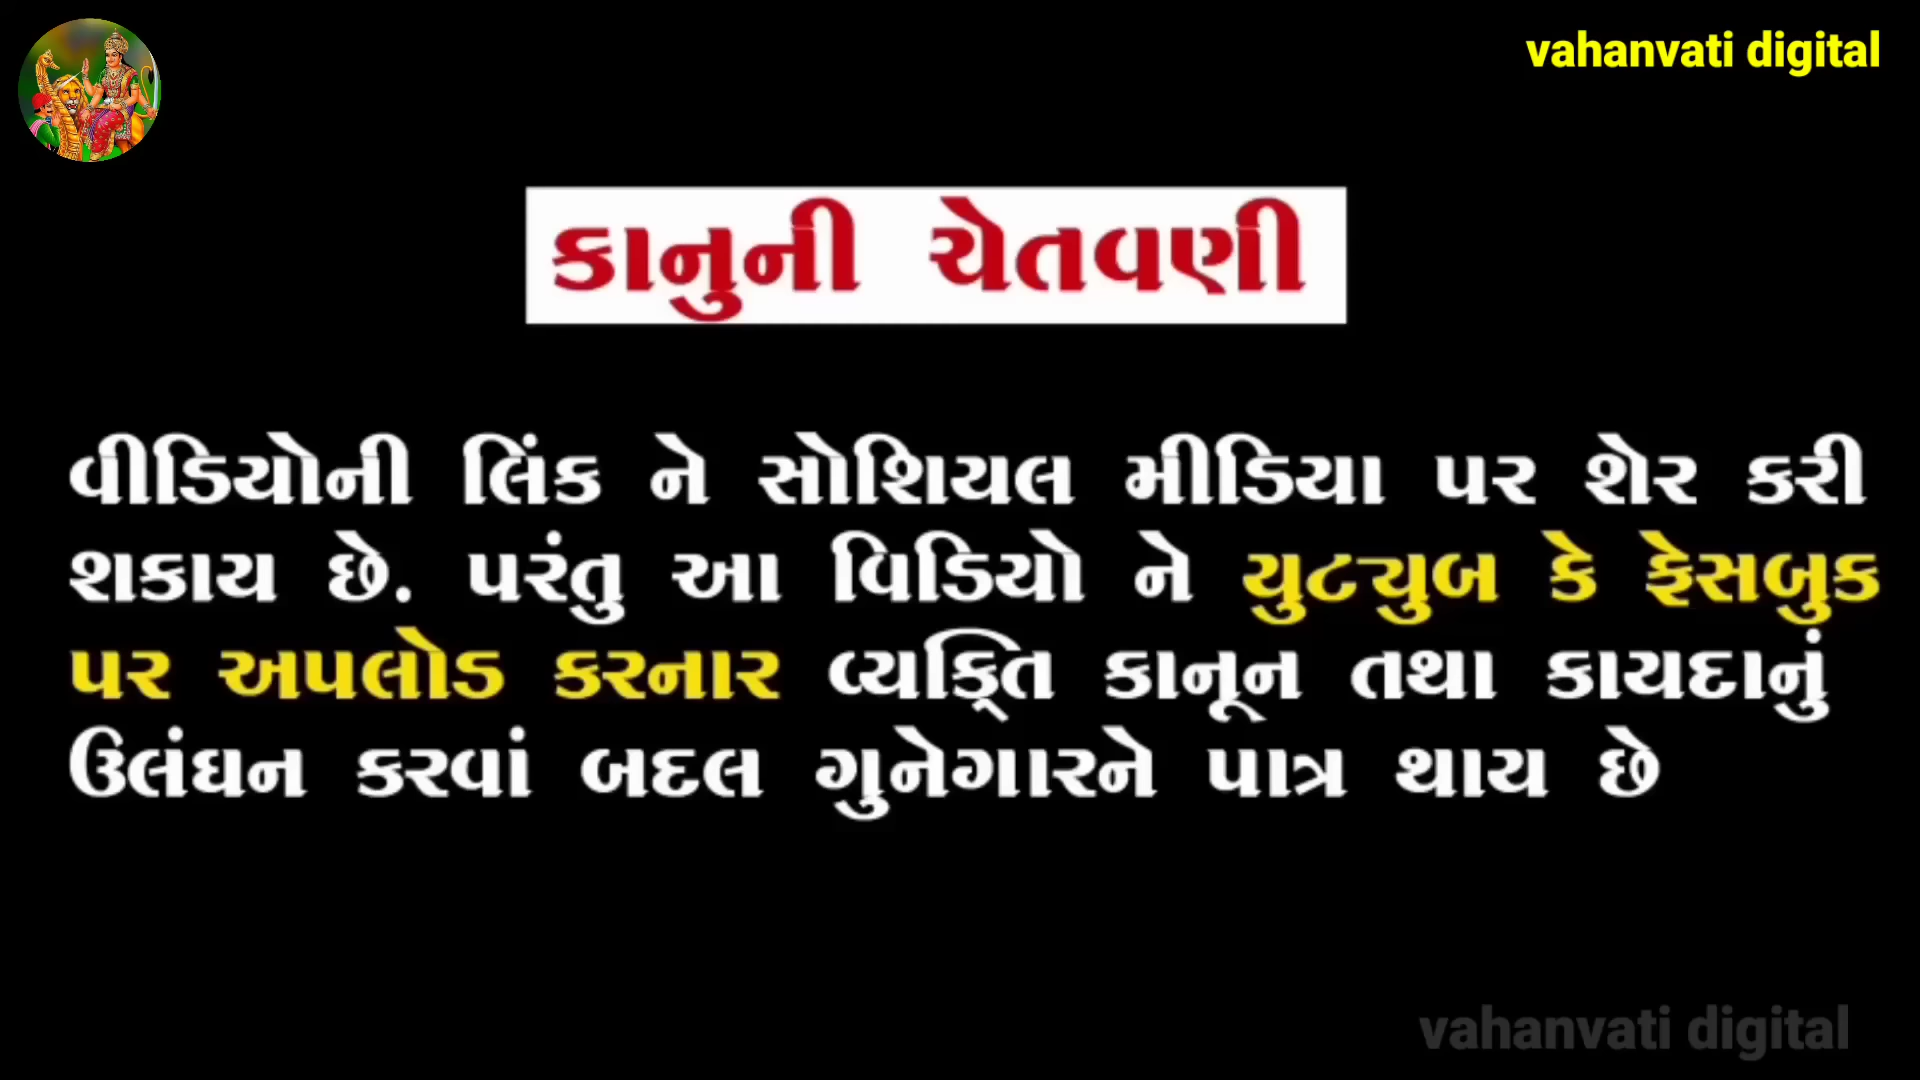 vahanvati digital
કાનુની ચેતવણી
વીડિયોની લિંક ને સોશિયલ મીડિયા પર શેર કરી
શકાય છે. પરંતુ આ વિડિયો ને યુટ્યુબ કે ફેસબુક
પર અપલોડ કરનાર વ્યક્તિ કાનૂન તથા કાયદાનું
ઉલંઘન કરવાં બદલ ગુનેગારને પાત્ર થાય છે
vahanvati digital